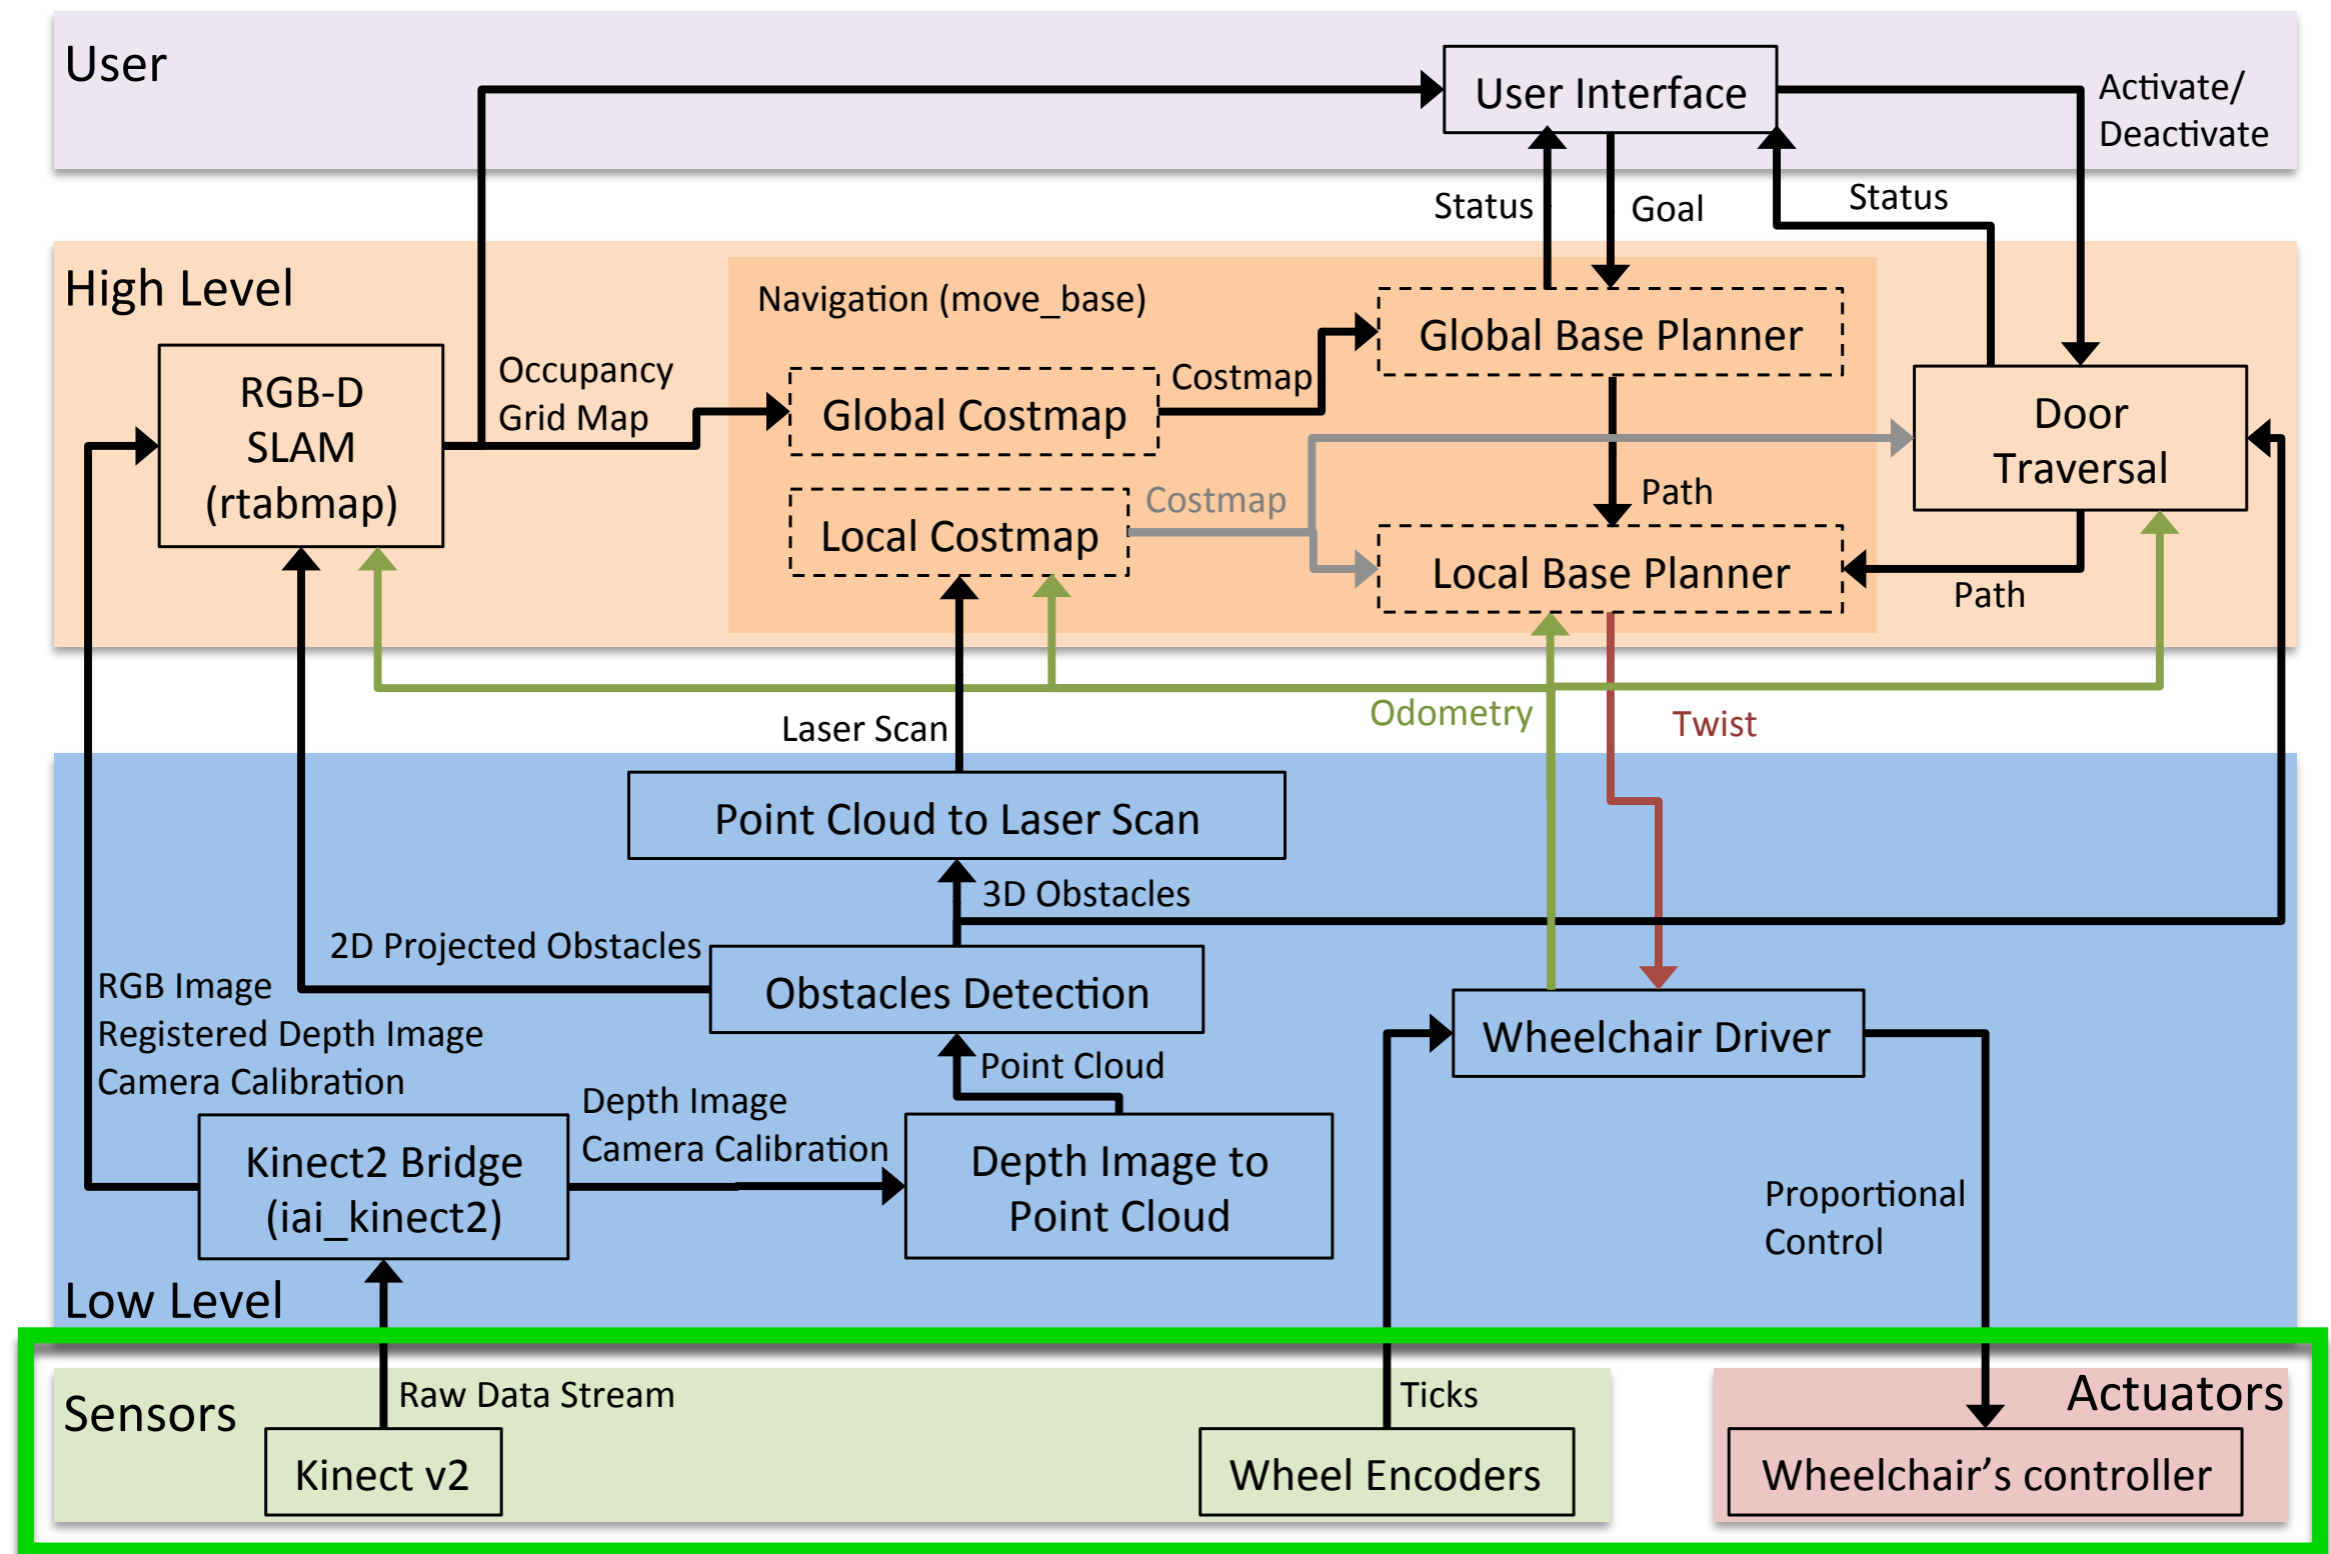 User
User Interface
Activate/
Deactivate
Status
Goal
Status
High Level
Navigation (move_base)
Global Base Planner
RGB-D
SLAM
(rtabmap)
Occupancy
Grid Map
Global Costmap
Costmap
Door
Traversal
Local Costmap
Costmap
Path
Local Base Planner
Path
Laser Scan
Odometry
Twist
Point Cloud to Laser Scan
3D Obstacles
2D Projected Obstacles
Obstacles Detection
RGB Image
Registered Depth Image
Camera Calibration
Wheelchair Driver
Point Cloud
Depth Image
Camera Calibration
Kinect2 Bridge
(iai_kinect2)
Depth Image to
Point Cloud
Proportional
Control
Low Level
Sensors
Raw Data Stream
Ticks
Actuators
Kinect v2
Wheel Encoders
Wheelchair’s controller